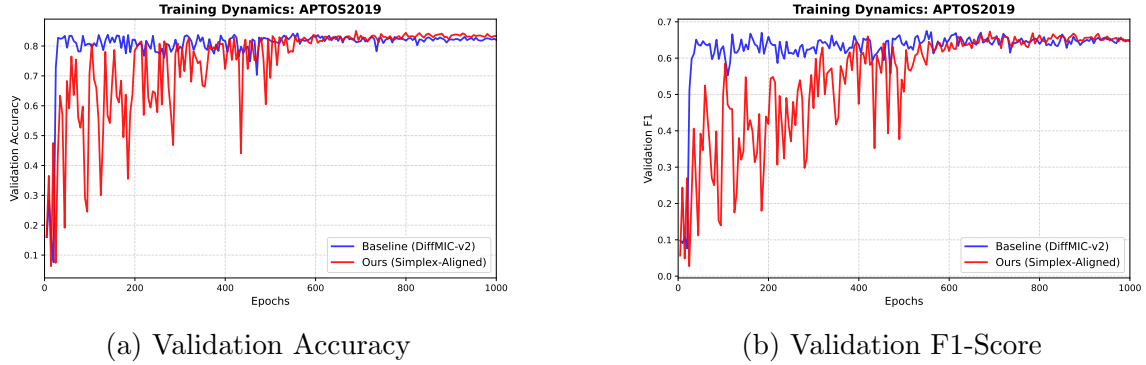 Training Dynamics: APTOS2019
Validation Accuracy
0.8
0.7
0.6
0.5
0.4
0.3
0.2
0.1
0
200
400
600
800
1000
Epochs
Baseline (DiffMIC-v2)
Ours (Simplex-Aligned)
(a) Validation Accuracy
Training Dynamics: APTOS2019
Validation F1
0.7
0.6
0.5
0.4
0.3
0.2
0.1
0.0
0
200
400
600
800
1000
Epochs
Baseline (DiffMIC-v2)
Ours (Simplex-Aligned)
(b) Validation F1-Score